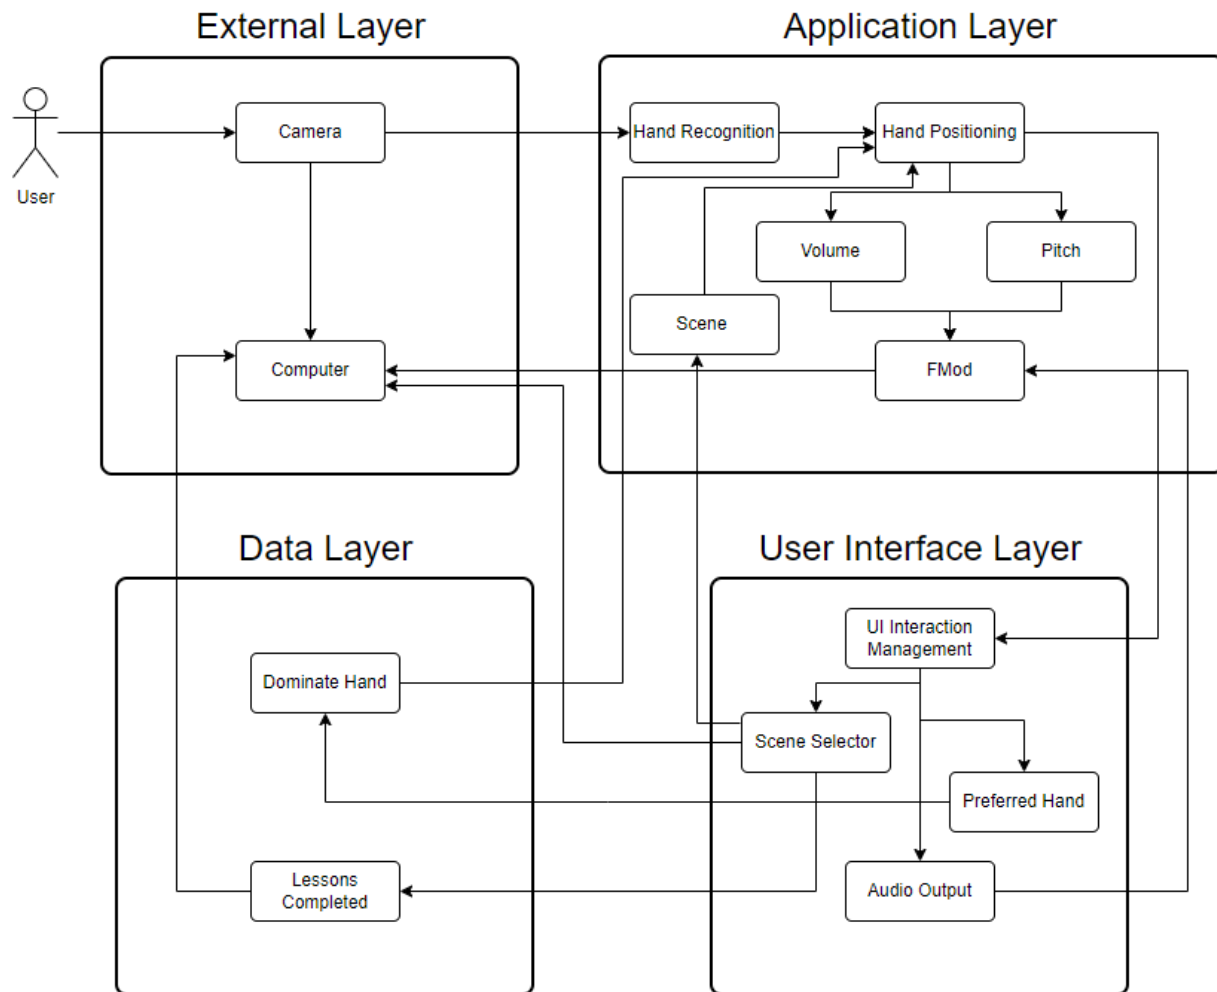 External Layer
Application Layer
User
Camera
Hand Recognition
Hand Positioning
Volume
Pitch
Scene
Computer
FMod
Data Layer
User Interface Layer
UI Interaction
Management
Dominate Hand
Scene Selector
Preferred Hand
Lessons
Completed
Audio Output